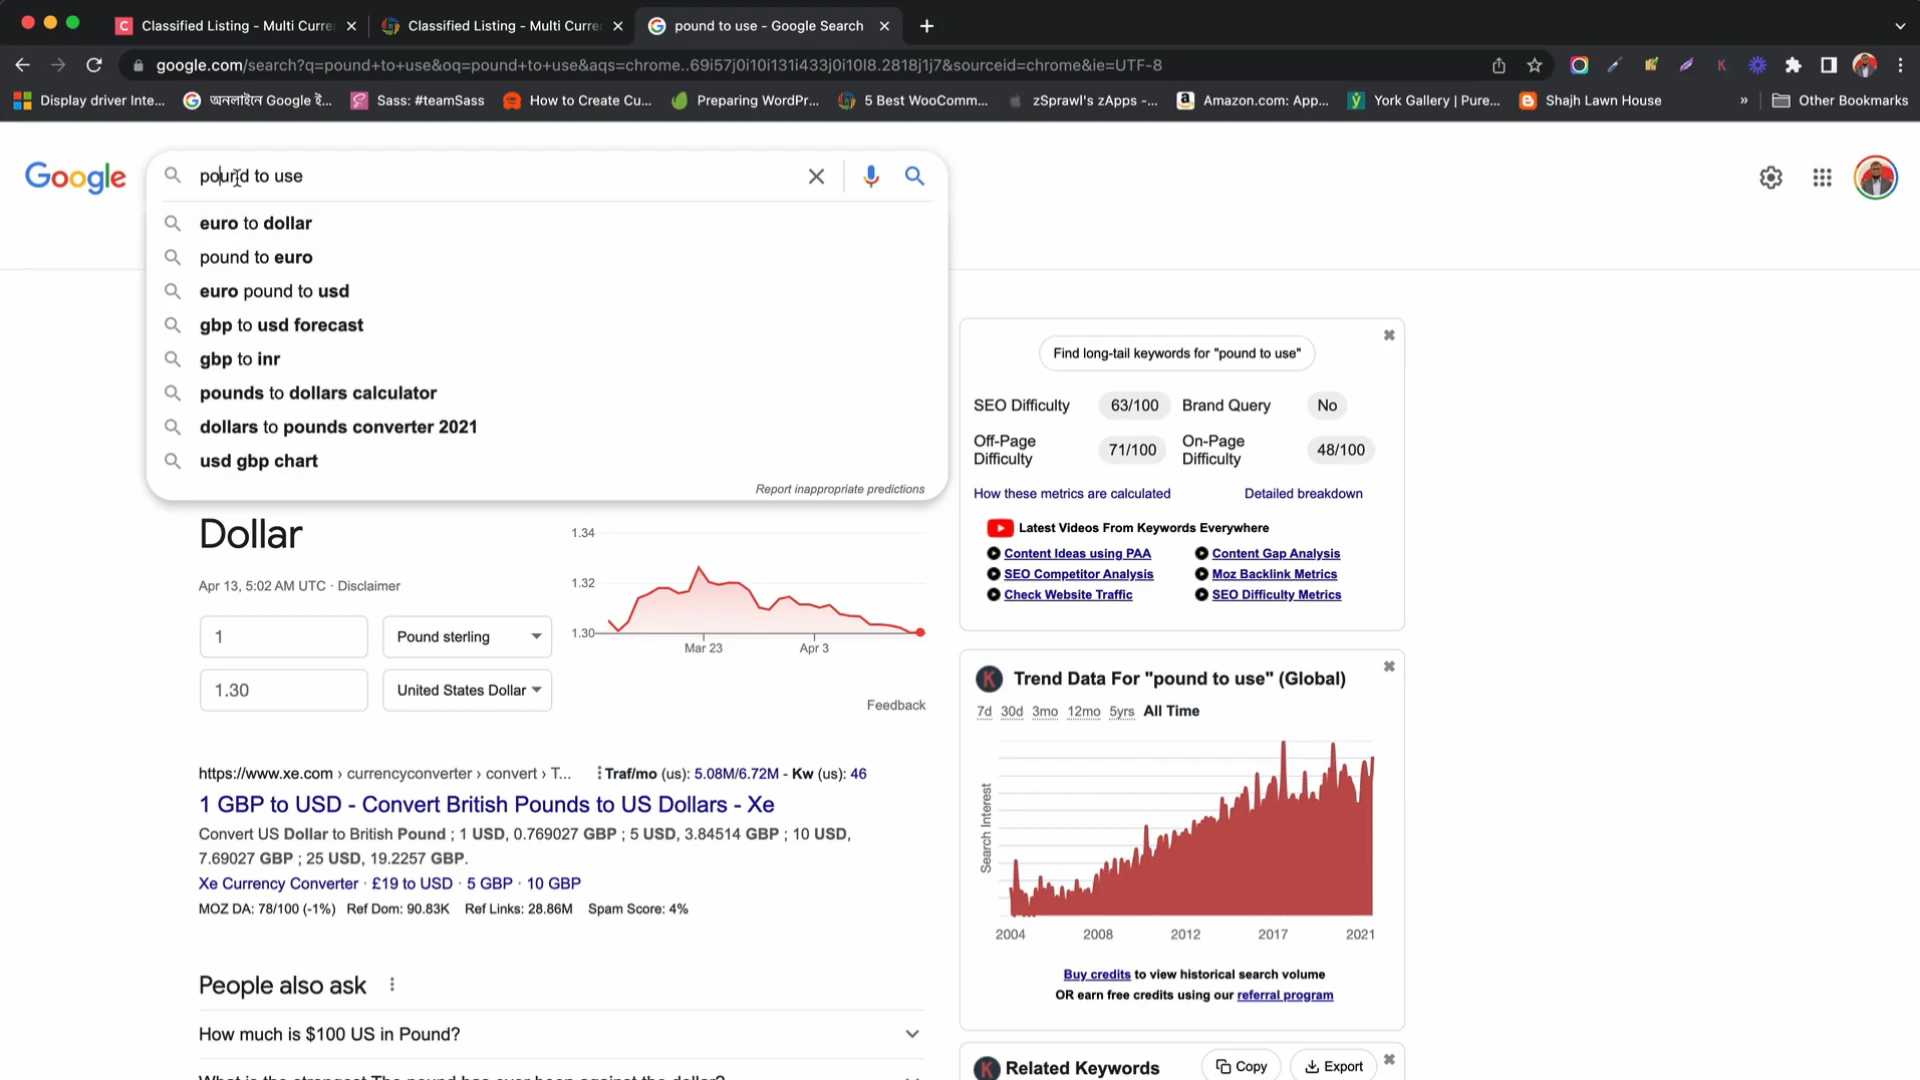 Classified Listing - Multi Curre
Classified Listing - Multi Curre
pound to use - Google Search
google.com/search?q=pound+to+use&oq=pound+to+use&aqs=chrome..69i57j0i10i131i433j0i10l8.2818j1j7&sourceid=chrome&ie=UTF-8
Display driver Inte...
অনলাইনে Google ই...
Sass: #teamSass
How to Create Cu...
Preparing WordPr...
5 Best WooComm...
zSprawl's zApps -...
Amazon.com: App...
York Gallery | Pure...
Shajh Lawn House
»
Other Bookmarks
Google
pound to use
euro to dollar
pound to euro
euro pound to usd
gbp to usd forecast
gbp to inr
pounds to dollars calculator
dollars to pounds converter 2021
usd gbp chart
Report inappropriate predictions
Dollar
Apr 13, 5:02 AM UTC · Disclaimer
1
Pound sterling
1.30
United States Dollar
1.34
1.32
1.30
Mar 23
Apr 3
Feedback
https://www.xe.com › currencyconverter › convert › T...
Traf/mo (us): 5.08M/6.72M - Kw (us): 46
1 GBP to USD - Convert British Pounds to US Dollars - Xe
Convert US Dollar to British Pound ; 1 USD, 0.769027 GBP ; 5 USD, 3.84514 GBP ; 10 USD,
7.69027 GBP ; 25 USD, 19.2257 GBP.
Xe Currency Converter · £19 to USD · 5 GBP · 10 GBP
MOZ DA: 78/100 (-1%) Ref Dom: 90.83K Ref Links: 28.86M Spam Score: 4%
People also ask
How much is $100 US in Pound?
What is the strongest The pound has ever been against the dollar?
Find long-tail keywords for "pound to use"
SEO Difficulty 63/100 Brand Query No
Off-Page Difficulty 71/100 On-Page Difficulty 48/100
How these metrics are calculated
Detailed breakdown
Latest Videos From Keywords Everywhere
Content Ideas using PAA
Content Gap Analysis
SEO Competitor Analysis
Moz Backlink Metrics
Check Website Traffic
SEO Difficulty Metrics
K
Trend Data For "pound to use" (Global)
7d 30d 3mo 12mo 5yrs All Time
Search Interest
2004 2008 2012 2017 2021
Buy credits to view historical search volume
OR earn free credits using our referral program
K
Related Keywords
Copy
Export